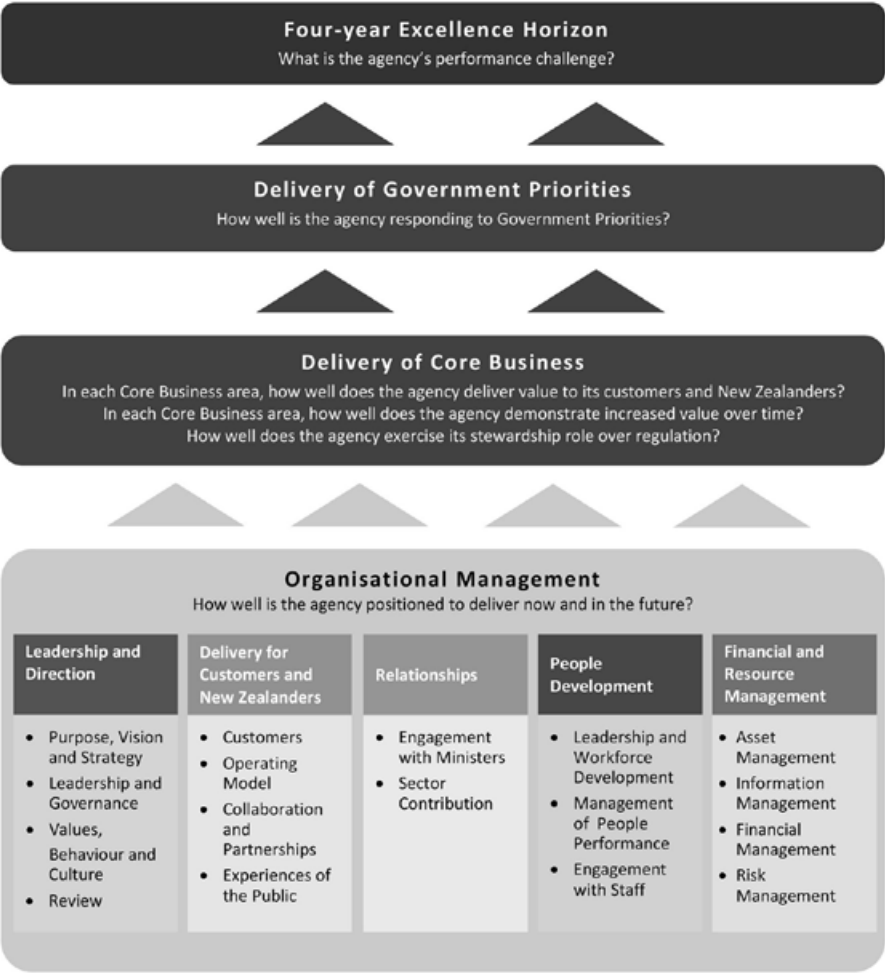 Four-year Excellence Horizon
What is the agency's performance challenge?
Delivery of Government Priorities
How well is the agency responding to Government Priorities?
Delivery of Core Business
In each Core Business area, how well does the agency deliver value to its customers and New Zealanders?
In each Core Business area, how well does the agency demonstrate increased value over time?
How well does the agency exercise its stewardship role over regulation?
Organisational Management
How well is the agency positioned to deliver now and in the future?
Leadership and
Direction
• Purpose, Vision
and Strategy
• Leadership and
Governance
• Values,
Behaviour and
Culture
• Review
Delivery for
Customers and
New Zealanders
• Customers
• Operating
Model
• Collaboration
and
Partnerships
• Experiences of
the Public
Relationships
• Engagement
with Ministers
• Sector
Contribution
People
Development
• Leadership and
Workforce
Development
• Management
of People
Performance
• Engagement
with Staff
Financial and
Resource
Management
• Asset
Management
• Information
Management
• Financial
Management
• Risk
Management